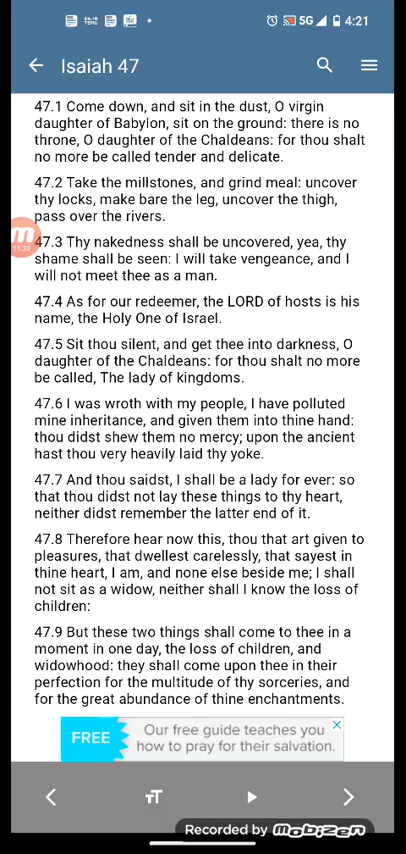 5G 4:21
Isaiah 47
47.1 Come down, and sit in the dust, O virgin
daughter of Babylon, sit on the ground: there is no
throne, O daughter of the Chaldeans: for thou shalt
no more be called tender and delicate.
47.2 Take the millstones, and grind meal: uncover
thy locks, make bare the leg, uncover the thigh,
pass over the rivers.
47.3 Thy nakedness shall be uncovered, yea, thy
shame shall be seen: I will take vengeance, and I
will not meet thee as a man.
11:33
47.4 As for our redeemer, the LORD of hosts is his
name, the Holy One of Israel.
47.5 Sit thou silent, and get thee into darkness, O
daughter of the Chaldeans: for thou shalt no more
be called, The lady of kingdoms.
47.6 I was wroth with my people, I have polluted
mine inheritance, and given them into thine hand:
thou didst shew them no mercy; upon the ancient
hast thou very heavily laid thy yoke.
47.7 And thou saidst, I shall be a lady for ever: so
that thou didst not lay these things to thy heart,
neither didst remember the latter end of it.
47.8 Therefore hear now this, thou that art given to
pleasures, that dwellest carelessly, that sayest in
thine heart, I am, and none else beside me; I shall
not sit as a widow, neither shall I know the loss of
children:
47.9 But these two things shall come to thee in a
moment in one day, the loss of children, and
widowhood: they shall come upon thee in their
perfection for the multitude of thy sorceries, and
for the great abundance of thine enchantments.
FREE
Our free guide teaches you
how to pray for their salvation.
TT
Recorded by mobizen